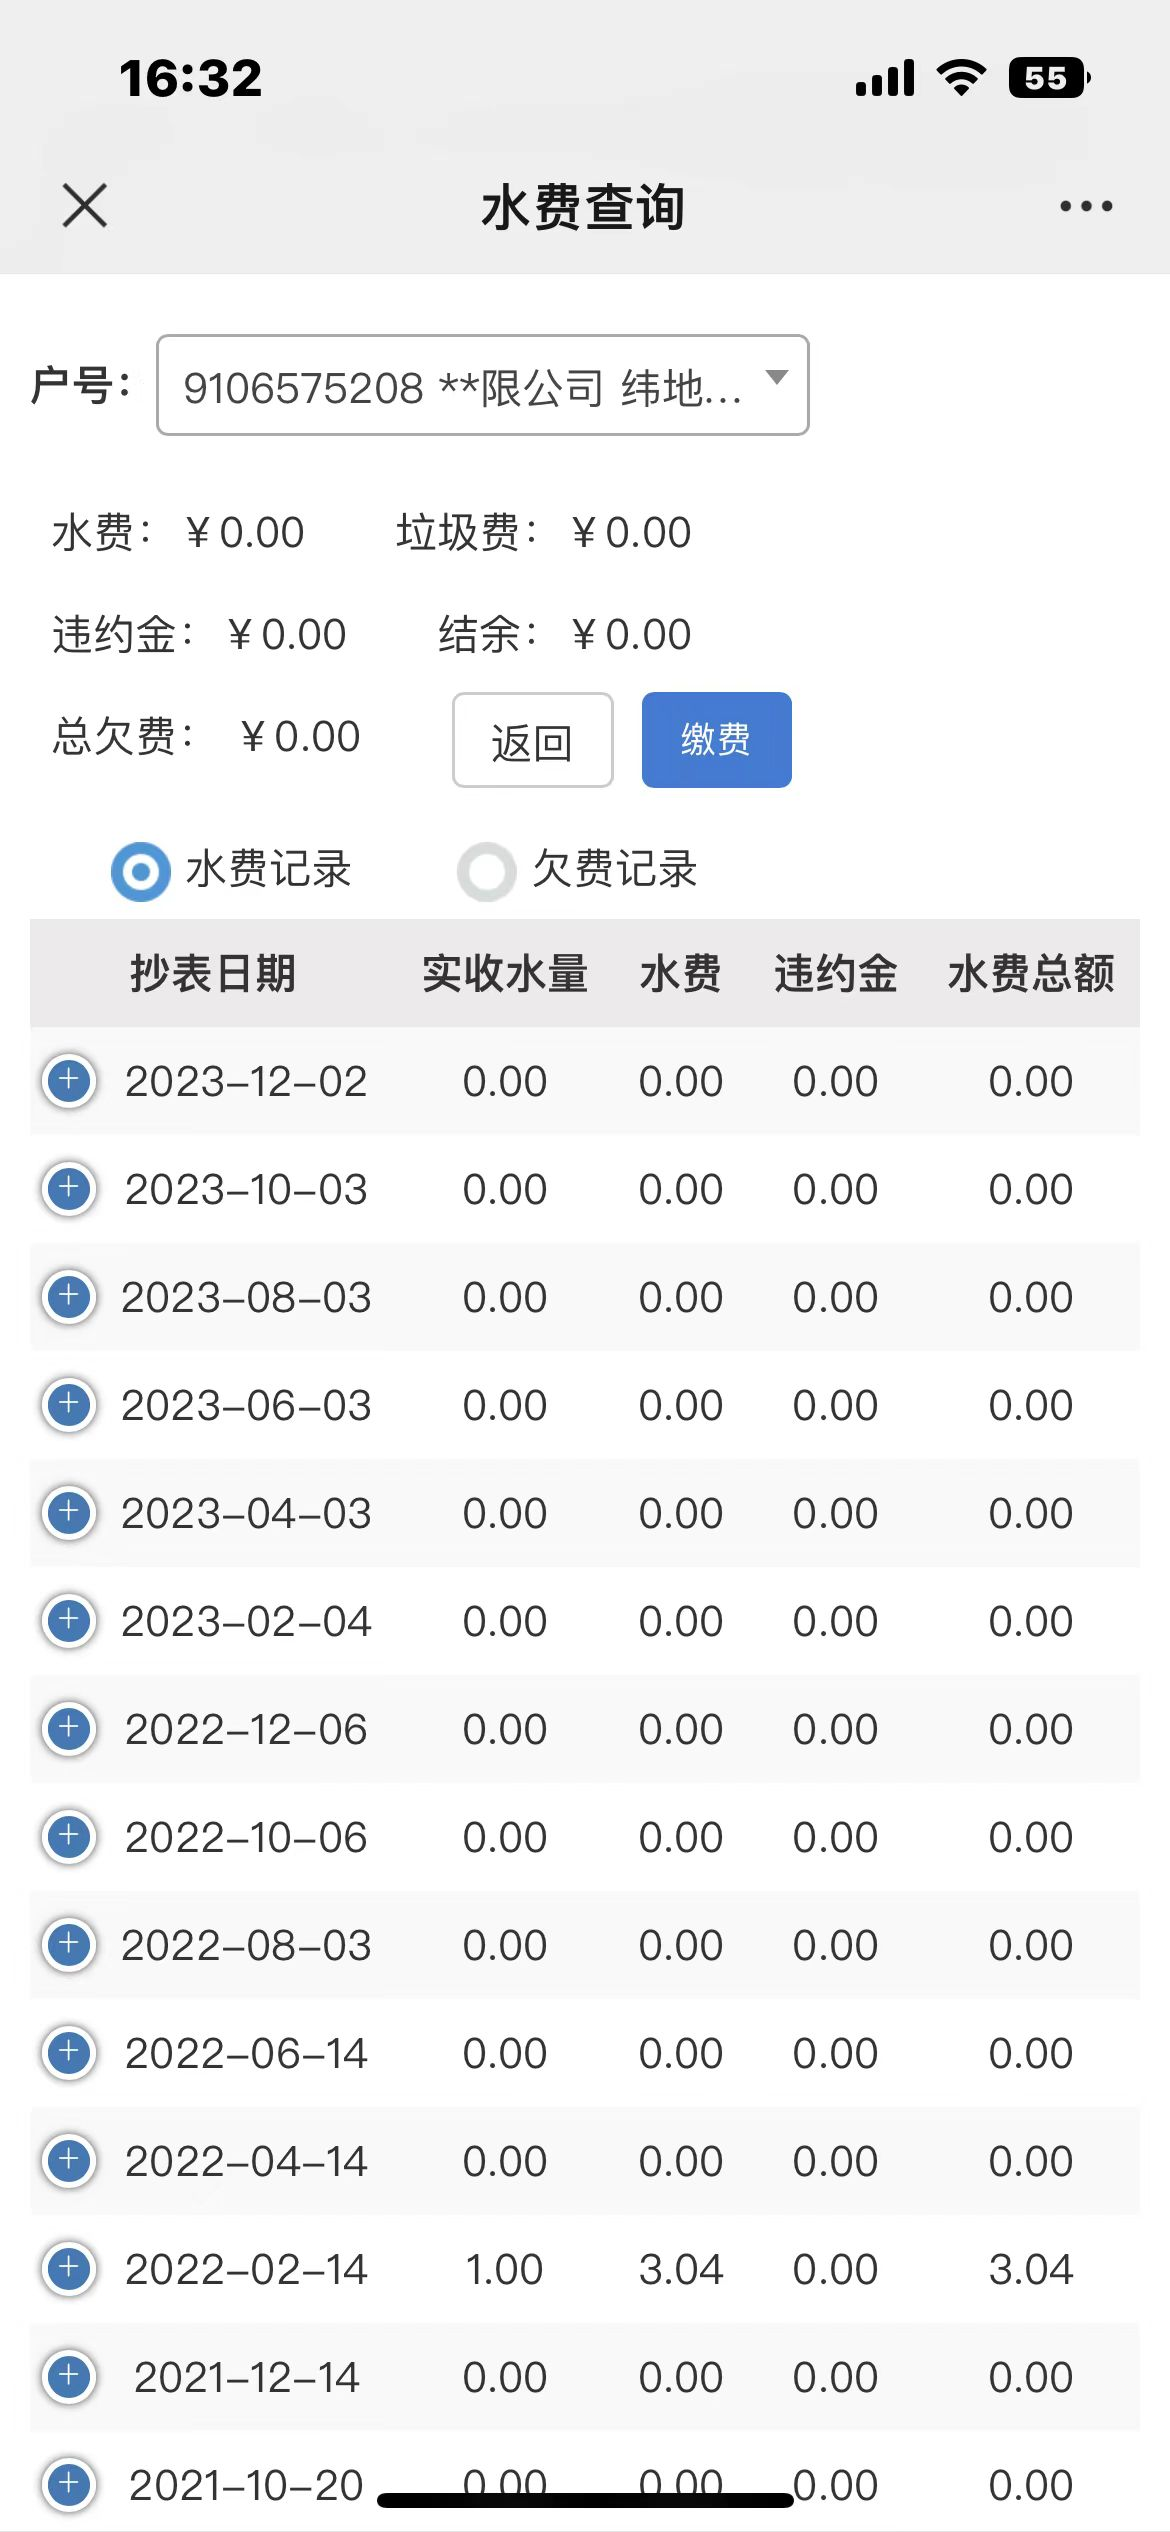 16:32
55
水费查询
户号: 9106575208 **限公司 纬地...
水费: ¥0.00 垃圾费: ¥0.00
违约金: ¥0.00 结余: ¥0.00
总欠费: ¥0.00 返回 缴费
水费记录 欠费记录
抄表日期 实收水量 水费 违约金 水费总额
2023-12-02 0.00 0.00 0.00 0.00
2023-10-03 0.00 0.00 0.00 0.00
2023-08-03 0.00 0.00 0.00 0.00
2023-06-03 0.00 0.00 0.00 0.00
2023-04-03 0.00 0.00 0.00 0.00
2023-02-04 0.00 0.00 0.00 0.00
2022-12-06 0.00 0.00 0.00 0.00
2022-10-06 0.00 0.00 0.00 0.00
2022-08-03 0.00 0.00 0.00 0.00
2022-06-14 0.00 0.00 0.00 0.00
2022-04-14 0.00 0.00 0.00 0.00
2022-02-14 1.00 3.04 0.00 3.04
2021-12-14 0.00 0.00 0.00 0.00
2021-10-20 0.00 0.00 0.00 0.00